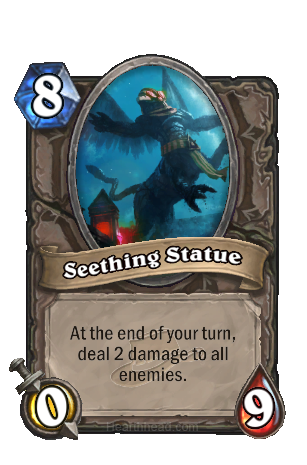 8
Seething Statue
At the end of your turn,
deal 2 damage to all
enemies.
0
9